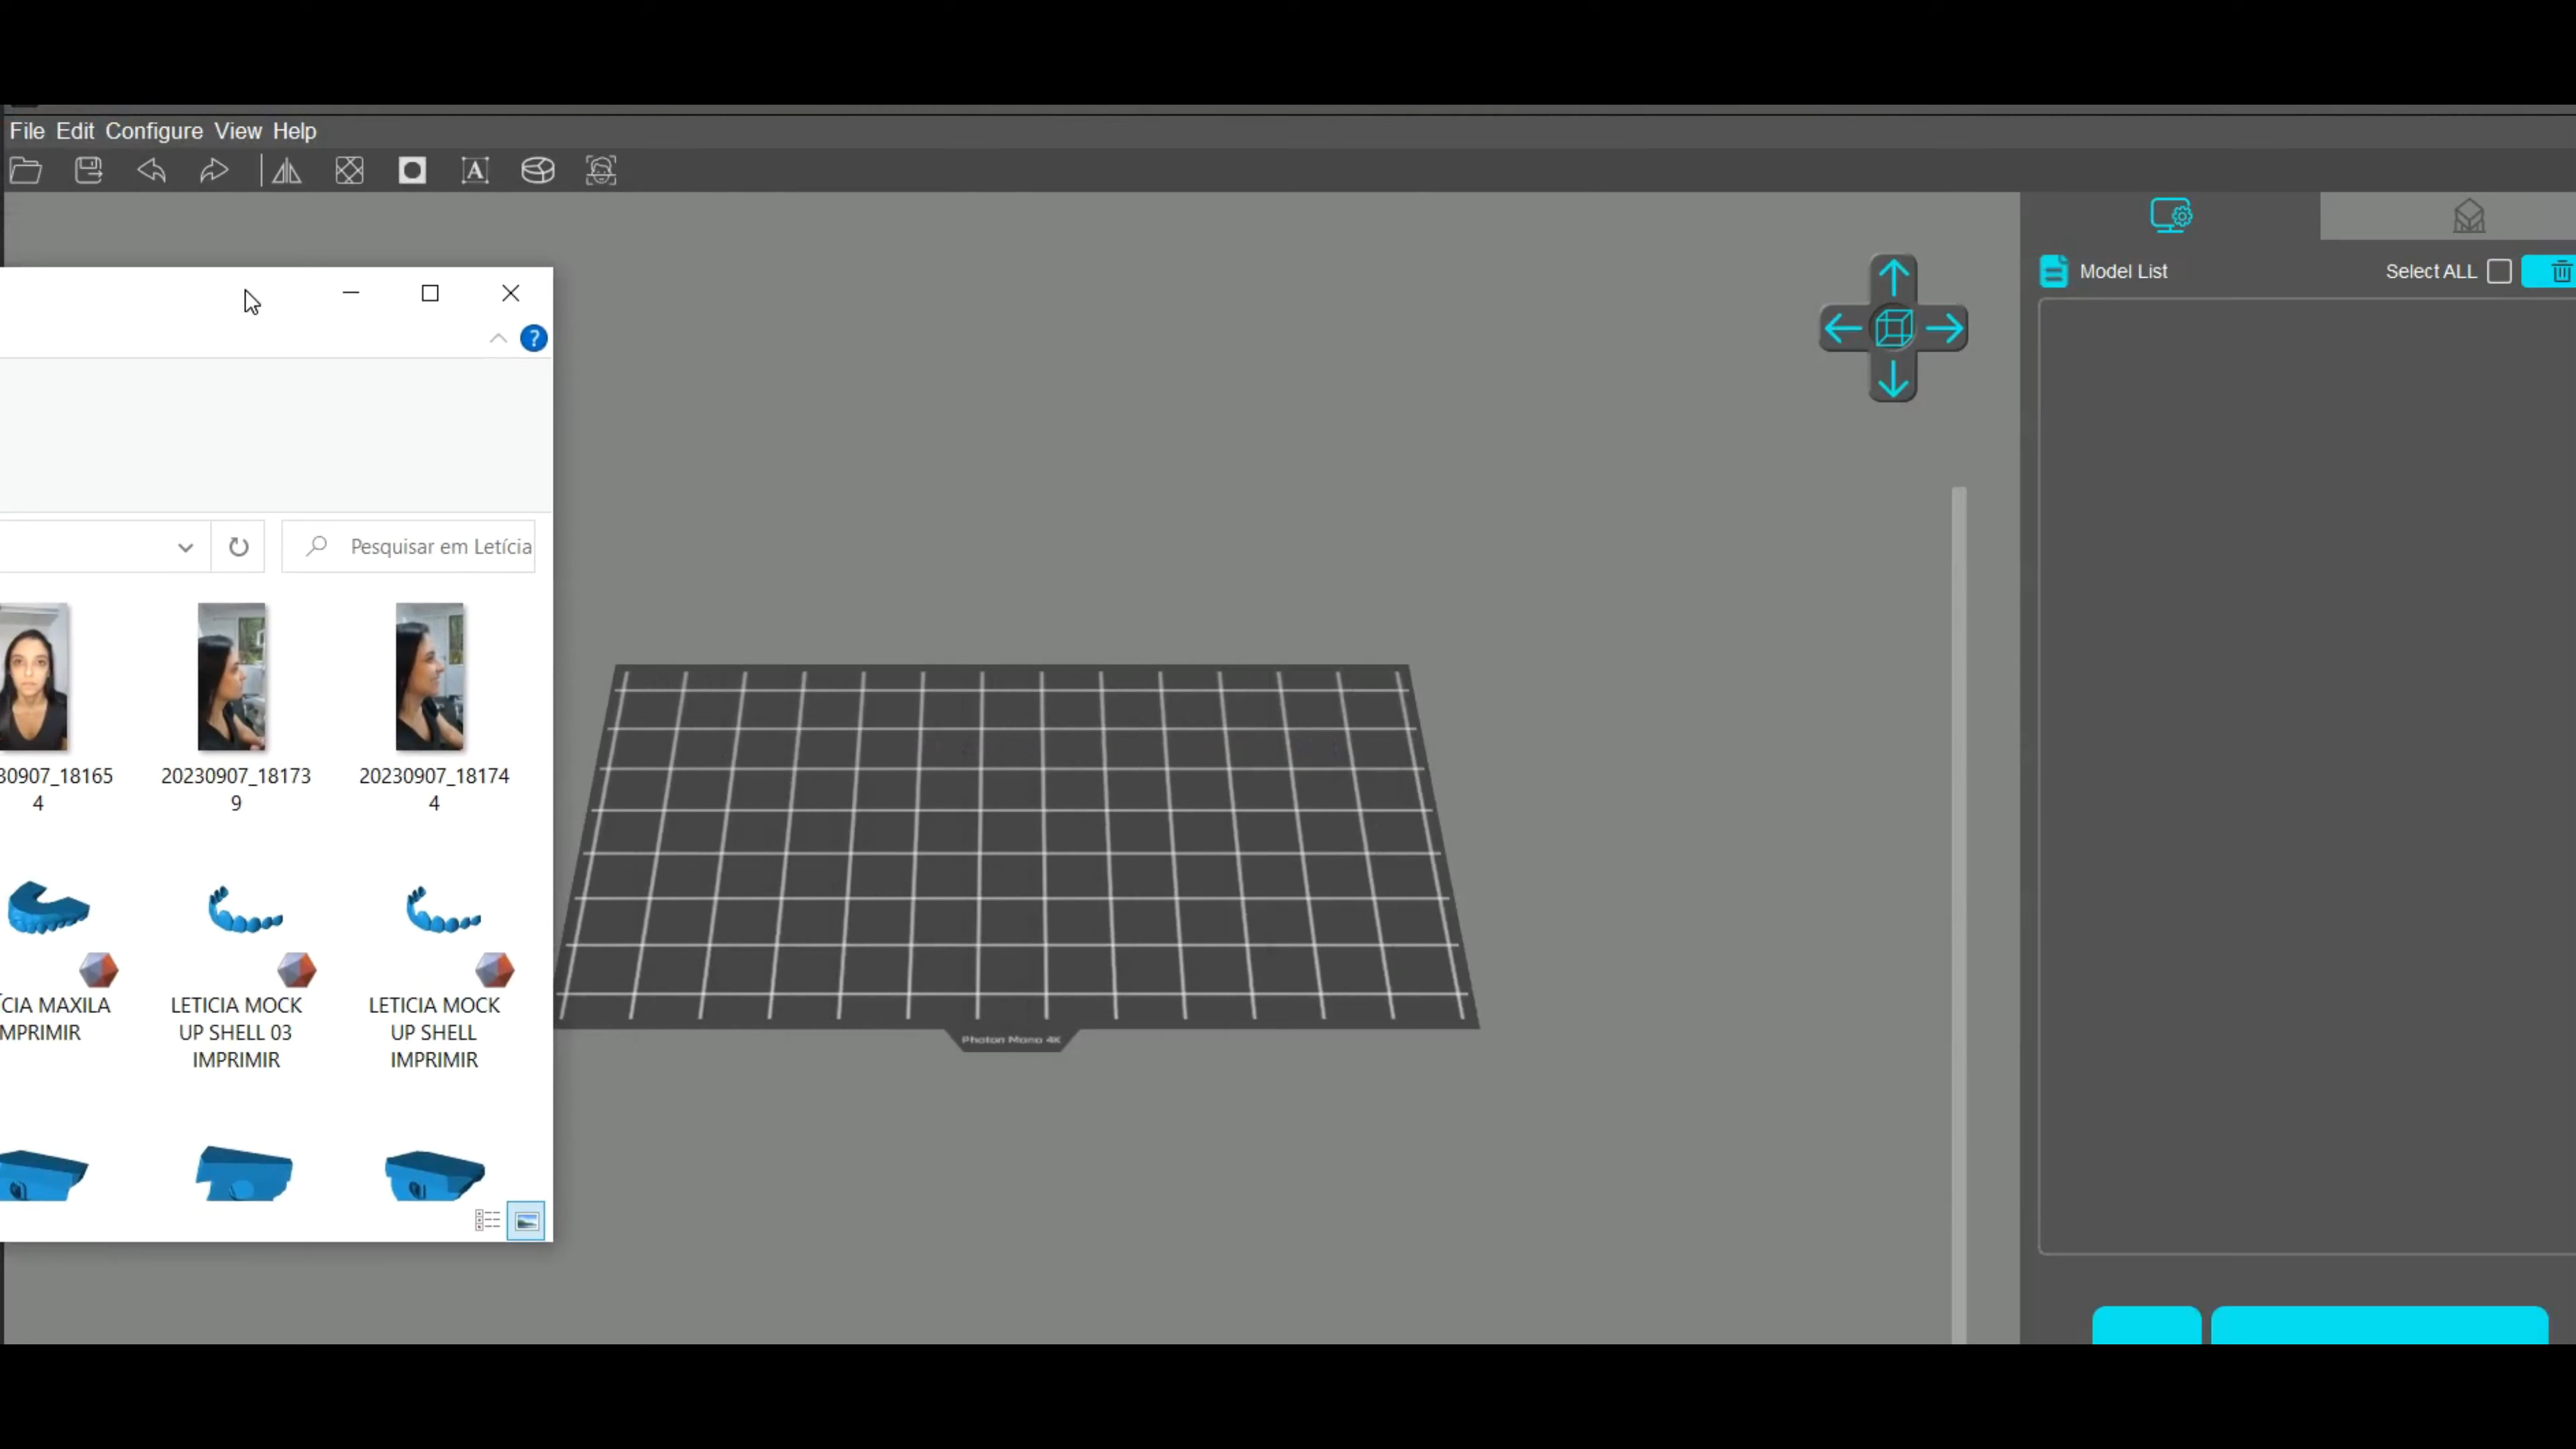 File Edit Configure View Help
A
Model List
Select ALL
?
Pesquisar em Letícia
30907_18165
4
20230907_18173
9
20230907_18174
4
CIA MAXILA
MPRIMIR
LETICIA MOCK
UP SHELL 03
IMPRIMIR
LETICIA MOCK
UP SHELL
IMPRIMIR
Photon Mono 4K